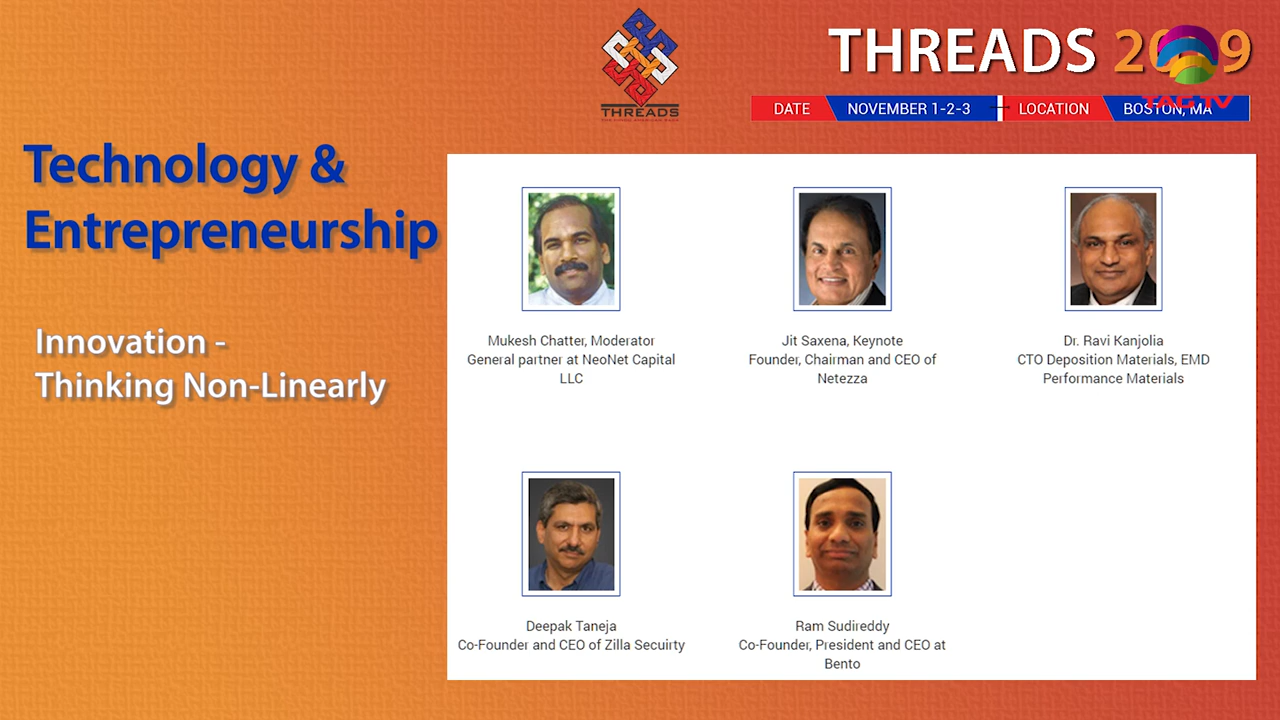 THREADS
THREADS 2019
TAG TV
DATE NOVEMBER 1-2-3 LOCATION BOSTON, MA
Technology &
Entrepreneurship
Innovation -
Thinking Non-Linearly
Mukesh Chatter, Moderator
General partner at NeoNet Capital
LLC
Jit Saxena, Keynote
Founder, Chairman and CEO of
Netezza
Dr. Ravi Kanjolia
CTO Deposition Materials, EMD
Performance Materials
Deepak Taneja
Co-Founder and CEO of Zilla Secuirty
Ram Sudireddy
Co-Founder, President and CEO at
Bento